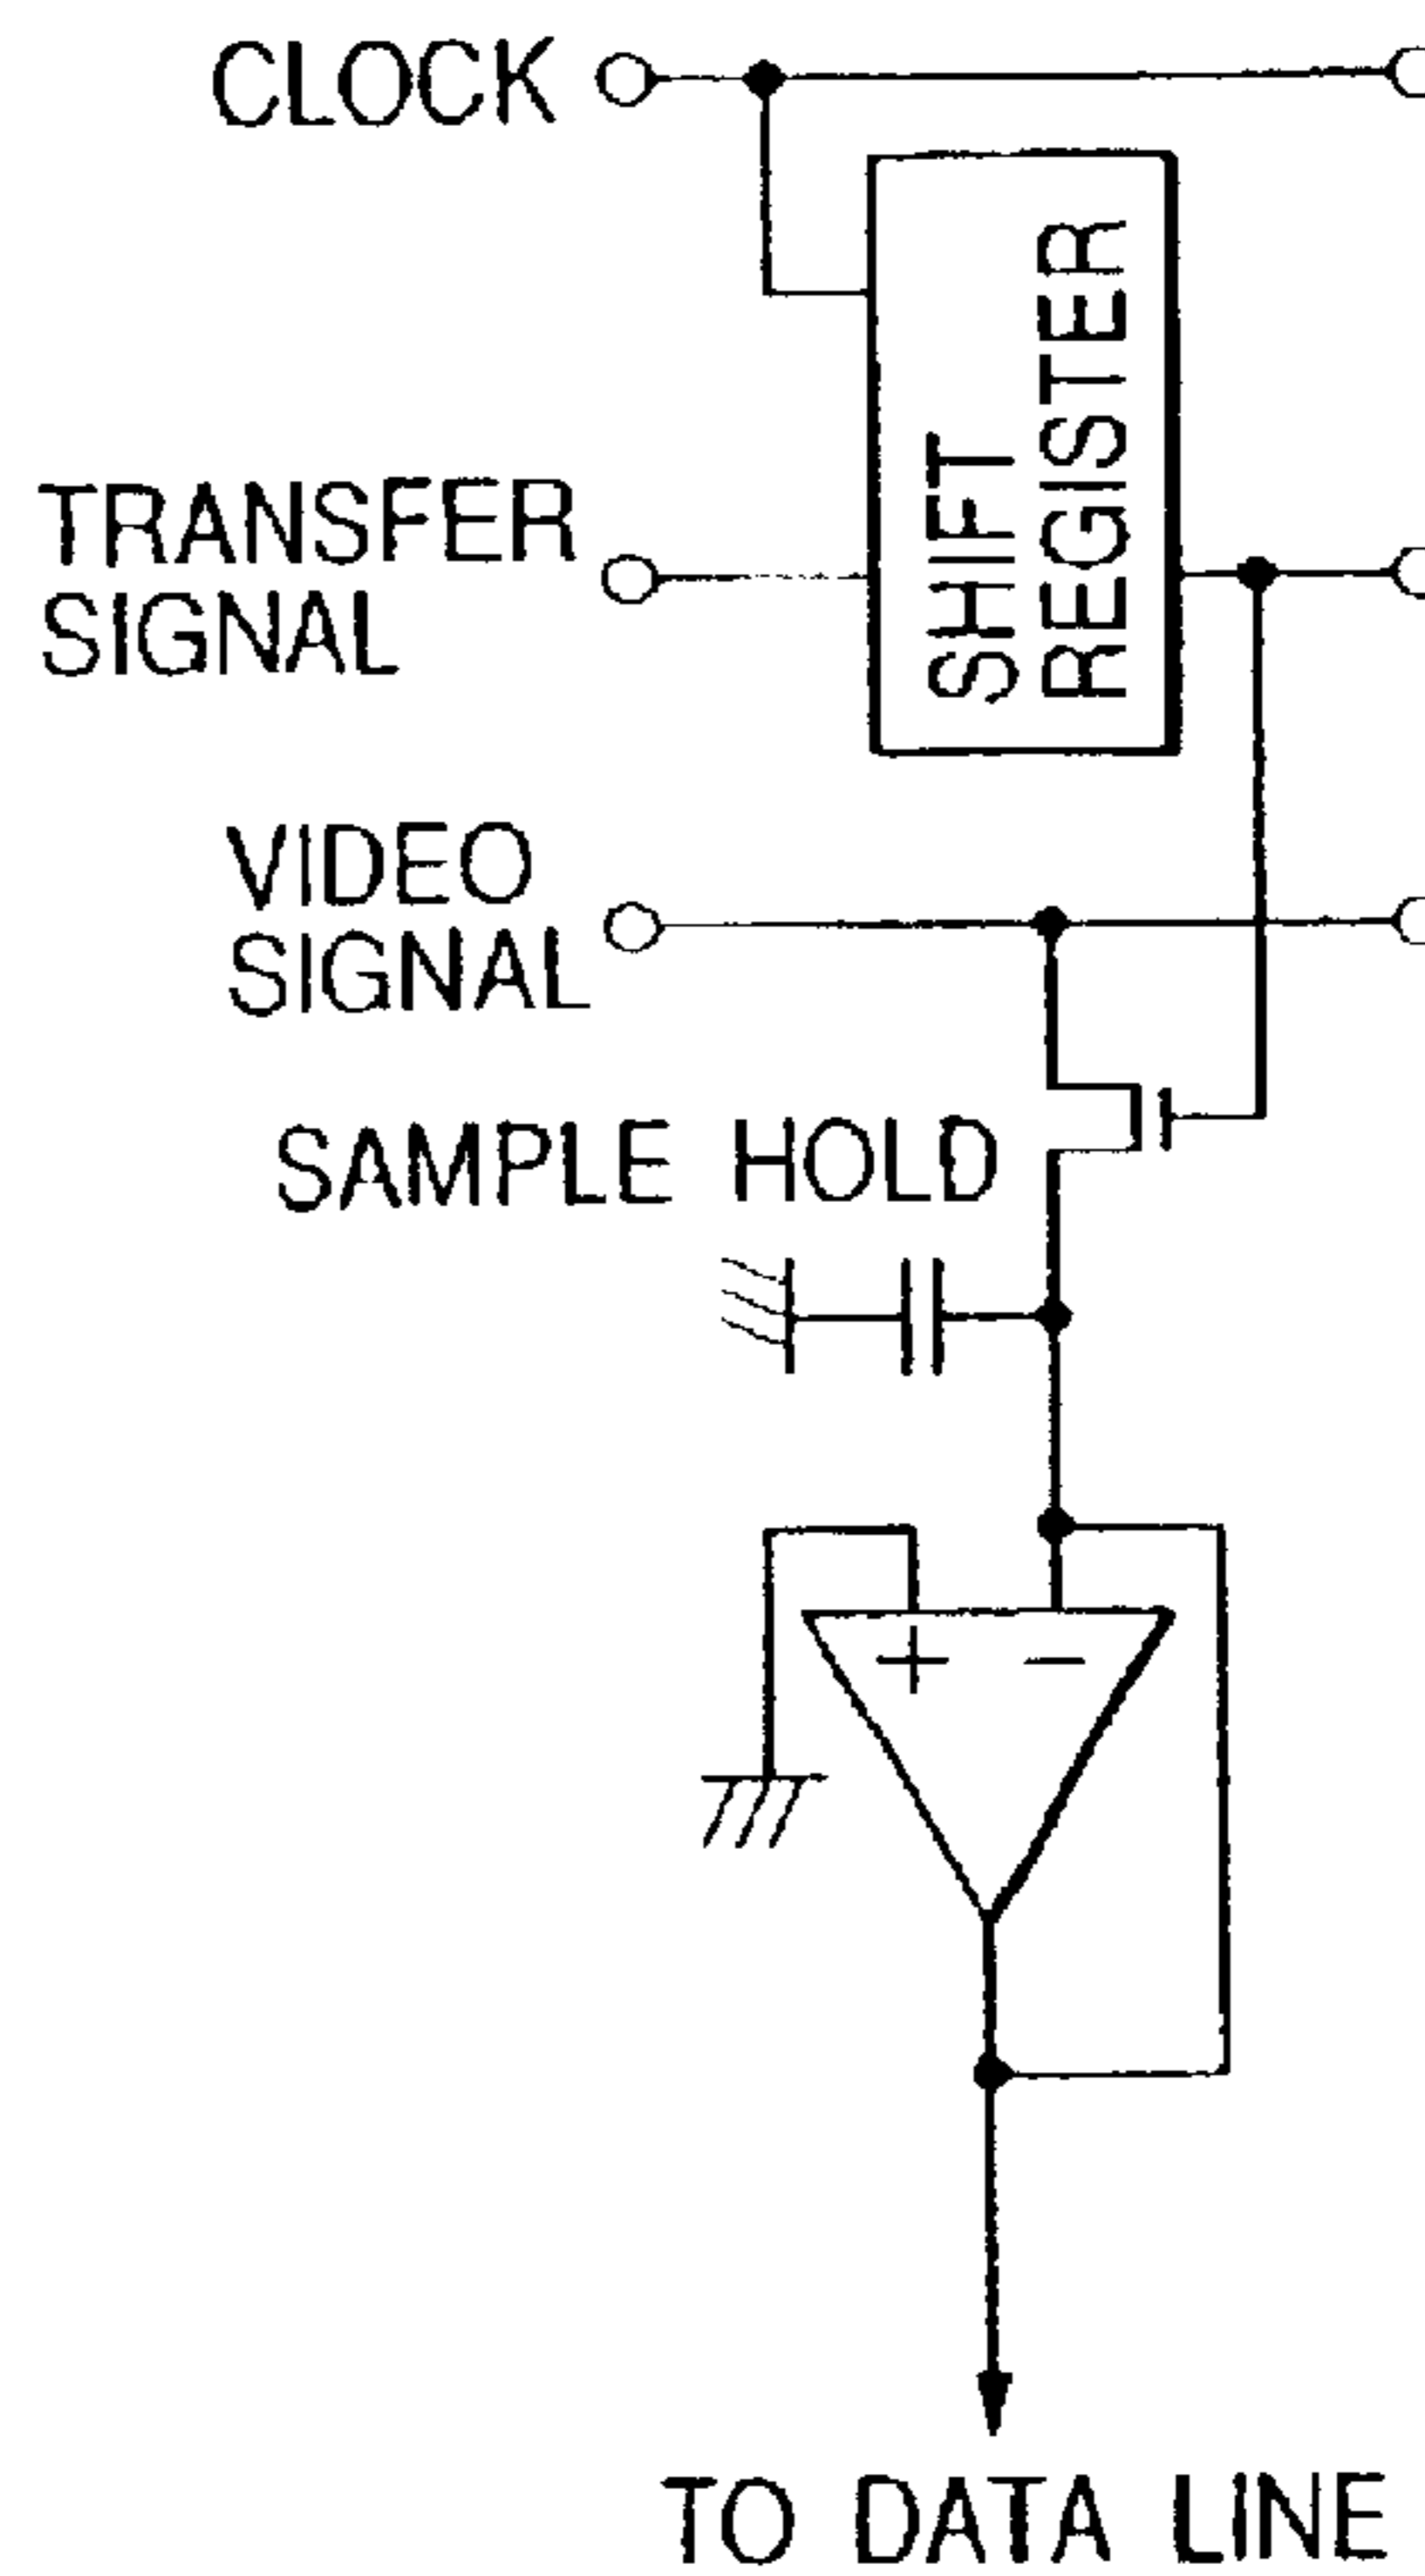 CLOCK
SHIFT
REGISTER
TRANSFER
SIGNAL
VIDEO
SIGNAL
SAMPLE HOLD
+ −
TO DATA LINE